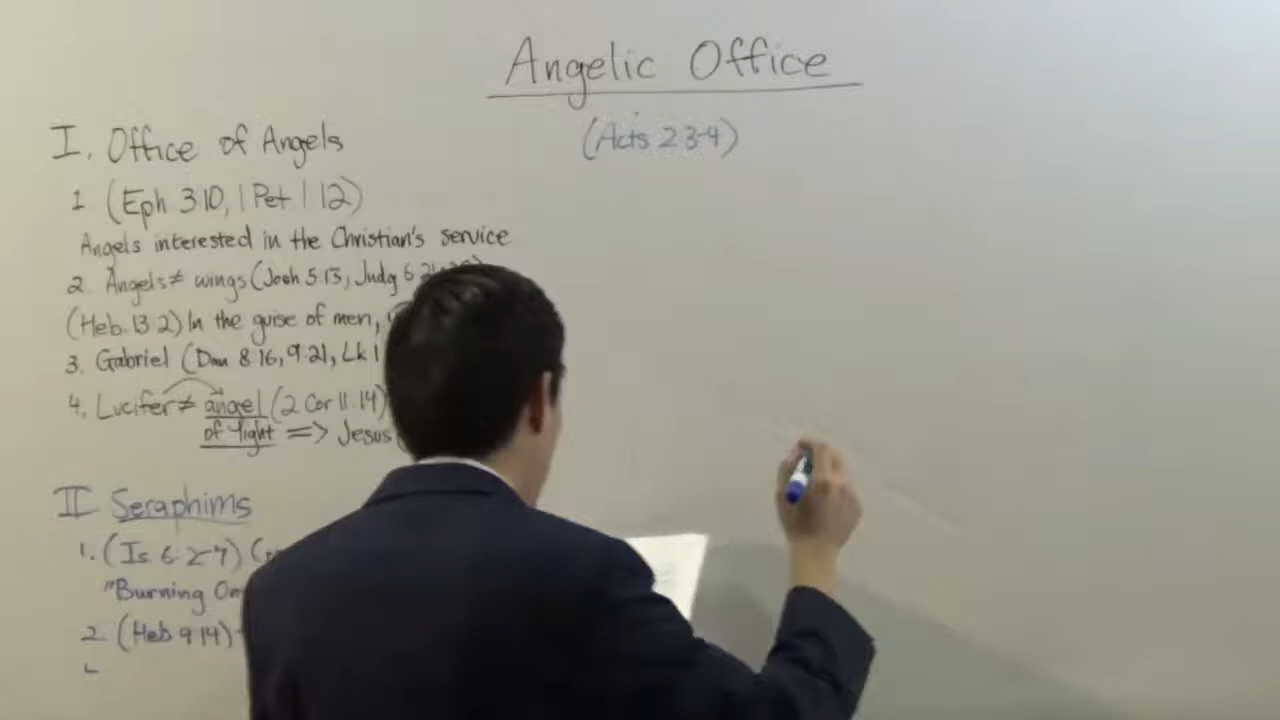 Angelic Office
(Acts 2 3-4)
I. Office of Angels
1. (Eph 3:10, 1 Pet 1 12)
Angels interested in the Christian's service
2. Angels ≠ wings (Josh 5:13, Judg 6
(Heb. 13 2) In the guise of men,
3. Gabriel (Dan 8:16, 9:21, Lk 1
4. Lucifer ≠ angel (2 Cor 11:14)
of light => Jesus
II Seraphims
1. (Is 6 2-7)
"Burning
2. (Heb 9 14)